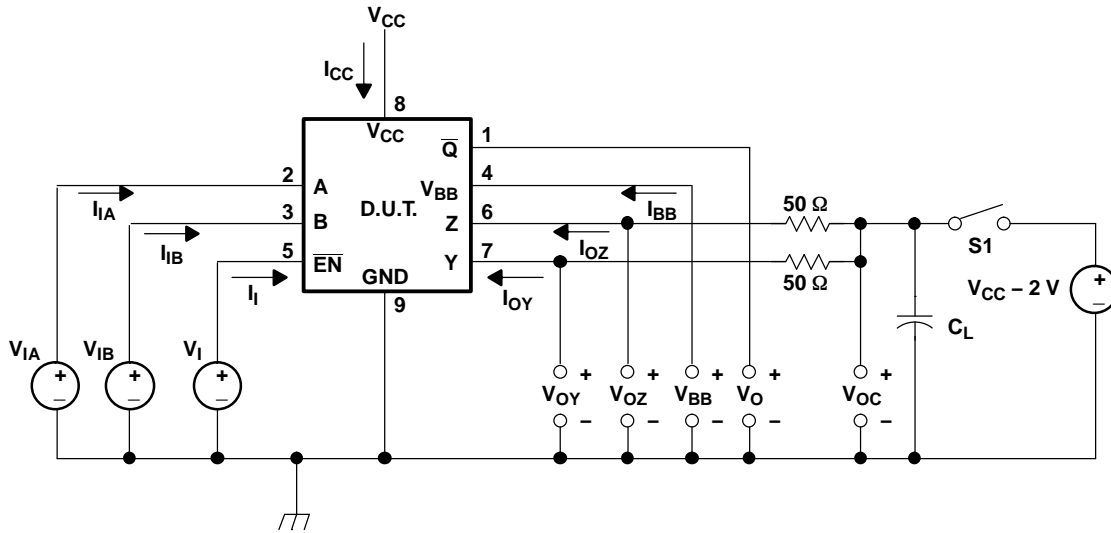 VCC
ICC
8
VCC
Q̅ 1
2 A
VBB 4
IIA
D.U.T.
IBB
50 Ω
3 B
Z 6
IIB
IOZ
S1
5 E̅N̅
GND
Y 7
50 Ω
II
9
IOY
VCC – 2 V
+
–
CL
VIA
VIB
VI
+
–
+
–
+
–
VOY + –
VOZ + –
VBB + –
VO + –
VOC + –